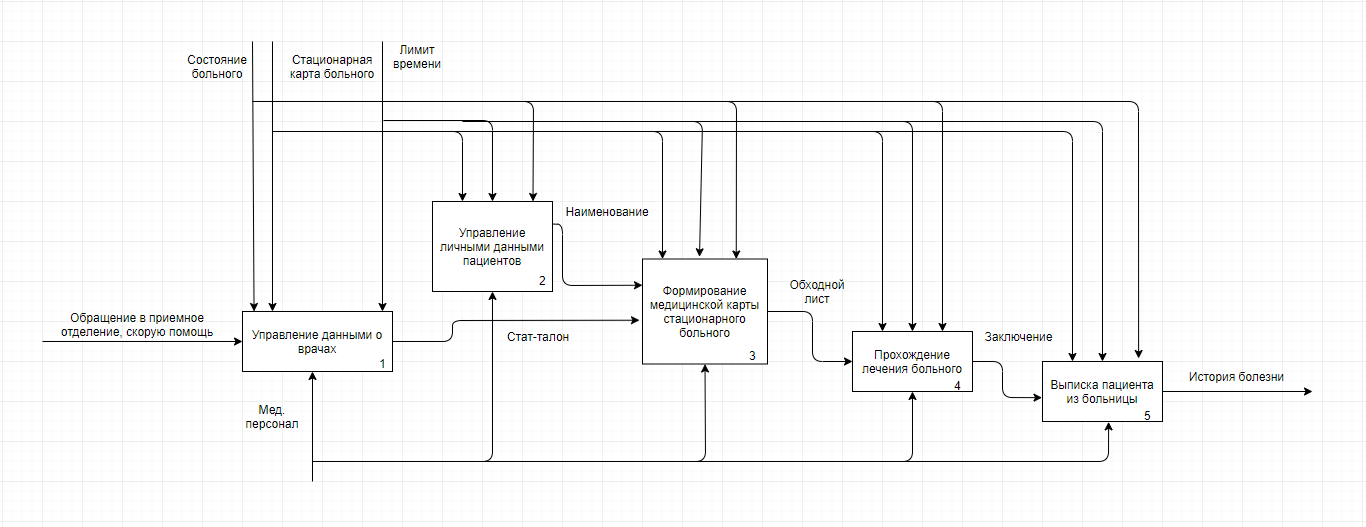 Состояние
больного
Стационарная
карта больного
Лимит
времени
Управление
личными данными
пациентов
2
Наименование
Формирование
медицинской карты
стационарного
больного
3
Обходной
лист
Обращение в приемное
отделение, скорую помощь
Управление данными о
врачах
1
Стат-талон
Прохождение
лечения больного
4
Заключение
Выписка пациента
из больницы
5
История болезни
Мед.
персонал